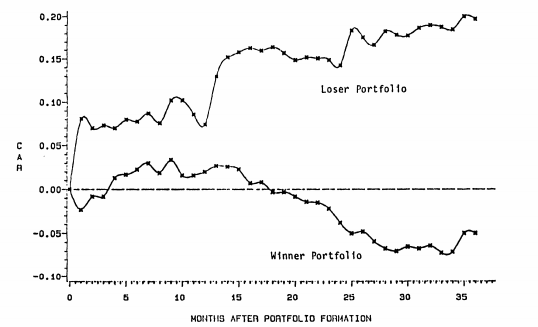 0.20
0.15
Loser Portfolio
0.10
C
A
R
0.05
0.00
-0.05
Winner Portfolio
-0.10
0 5 10 15 20 25 30 35
MONTHS AFTER PORTFOLIO FORMATION